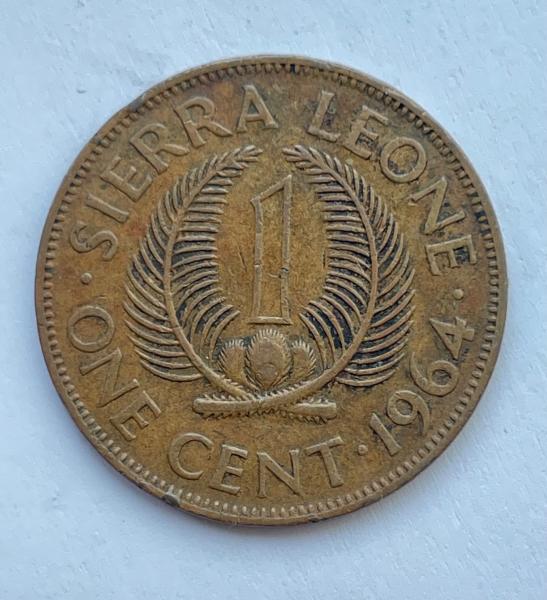 SIERRA LEONE
1
· ONE CENT · 1964 ·